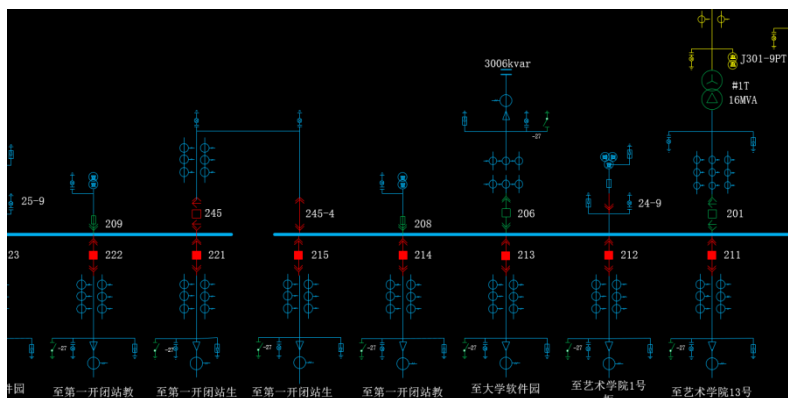 J301-9PT
3006kvar
#1T
16MVA
-27
25-9
24-9
209
245
245-4
208
206
201
23
222
221
215
214
213
212
211
-27
-27
-27
-27
-27
-27
件园
至第一开闭站教
至第一开闭站生
至第一开闭站生
至第一开闭站教
至大学软件园
至艺术学院1号
至艺术学院13号